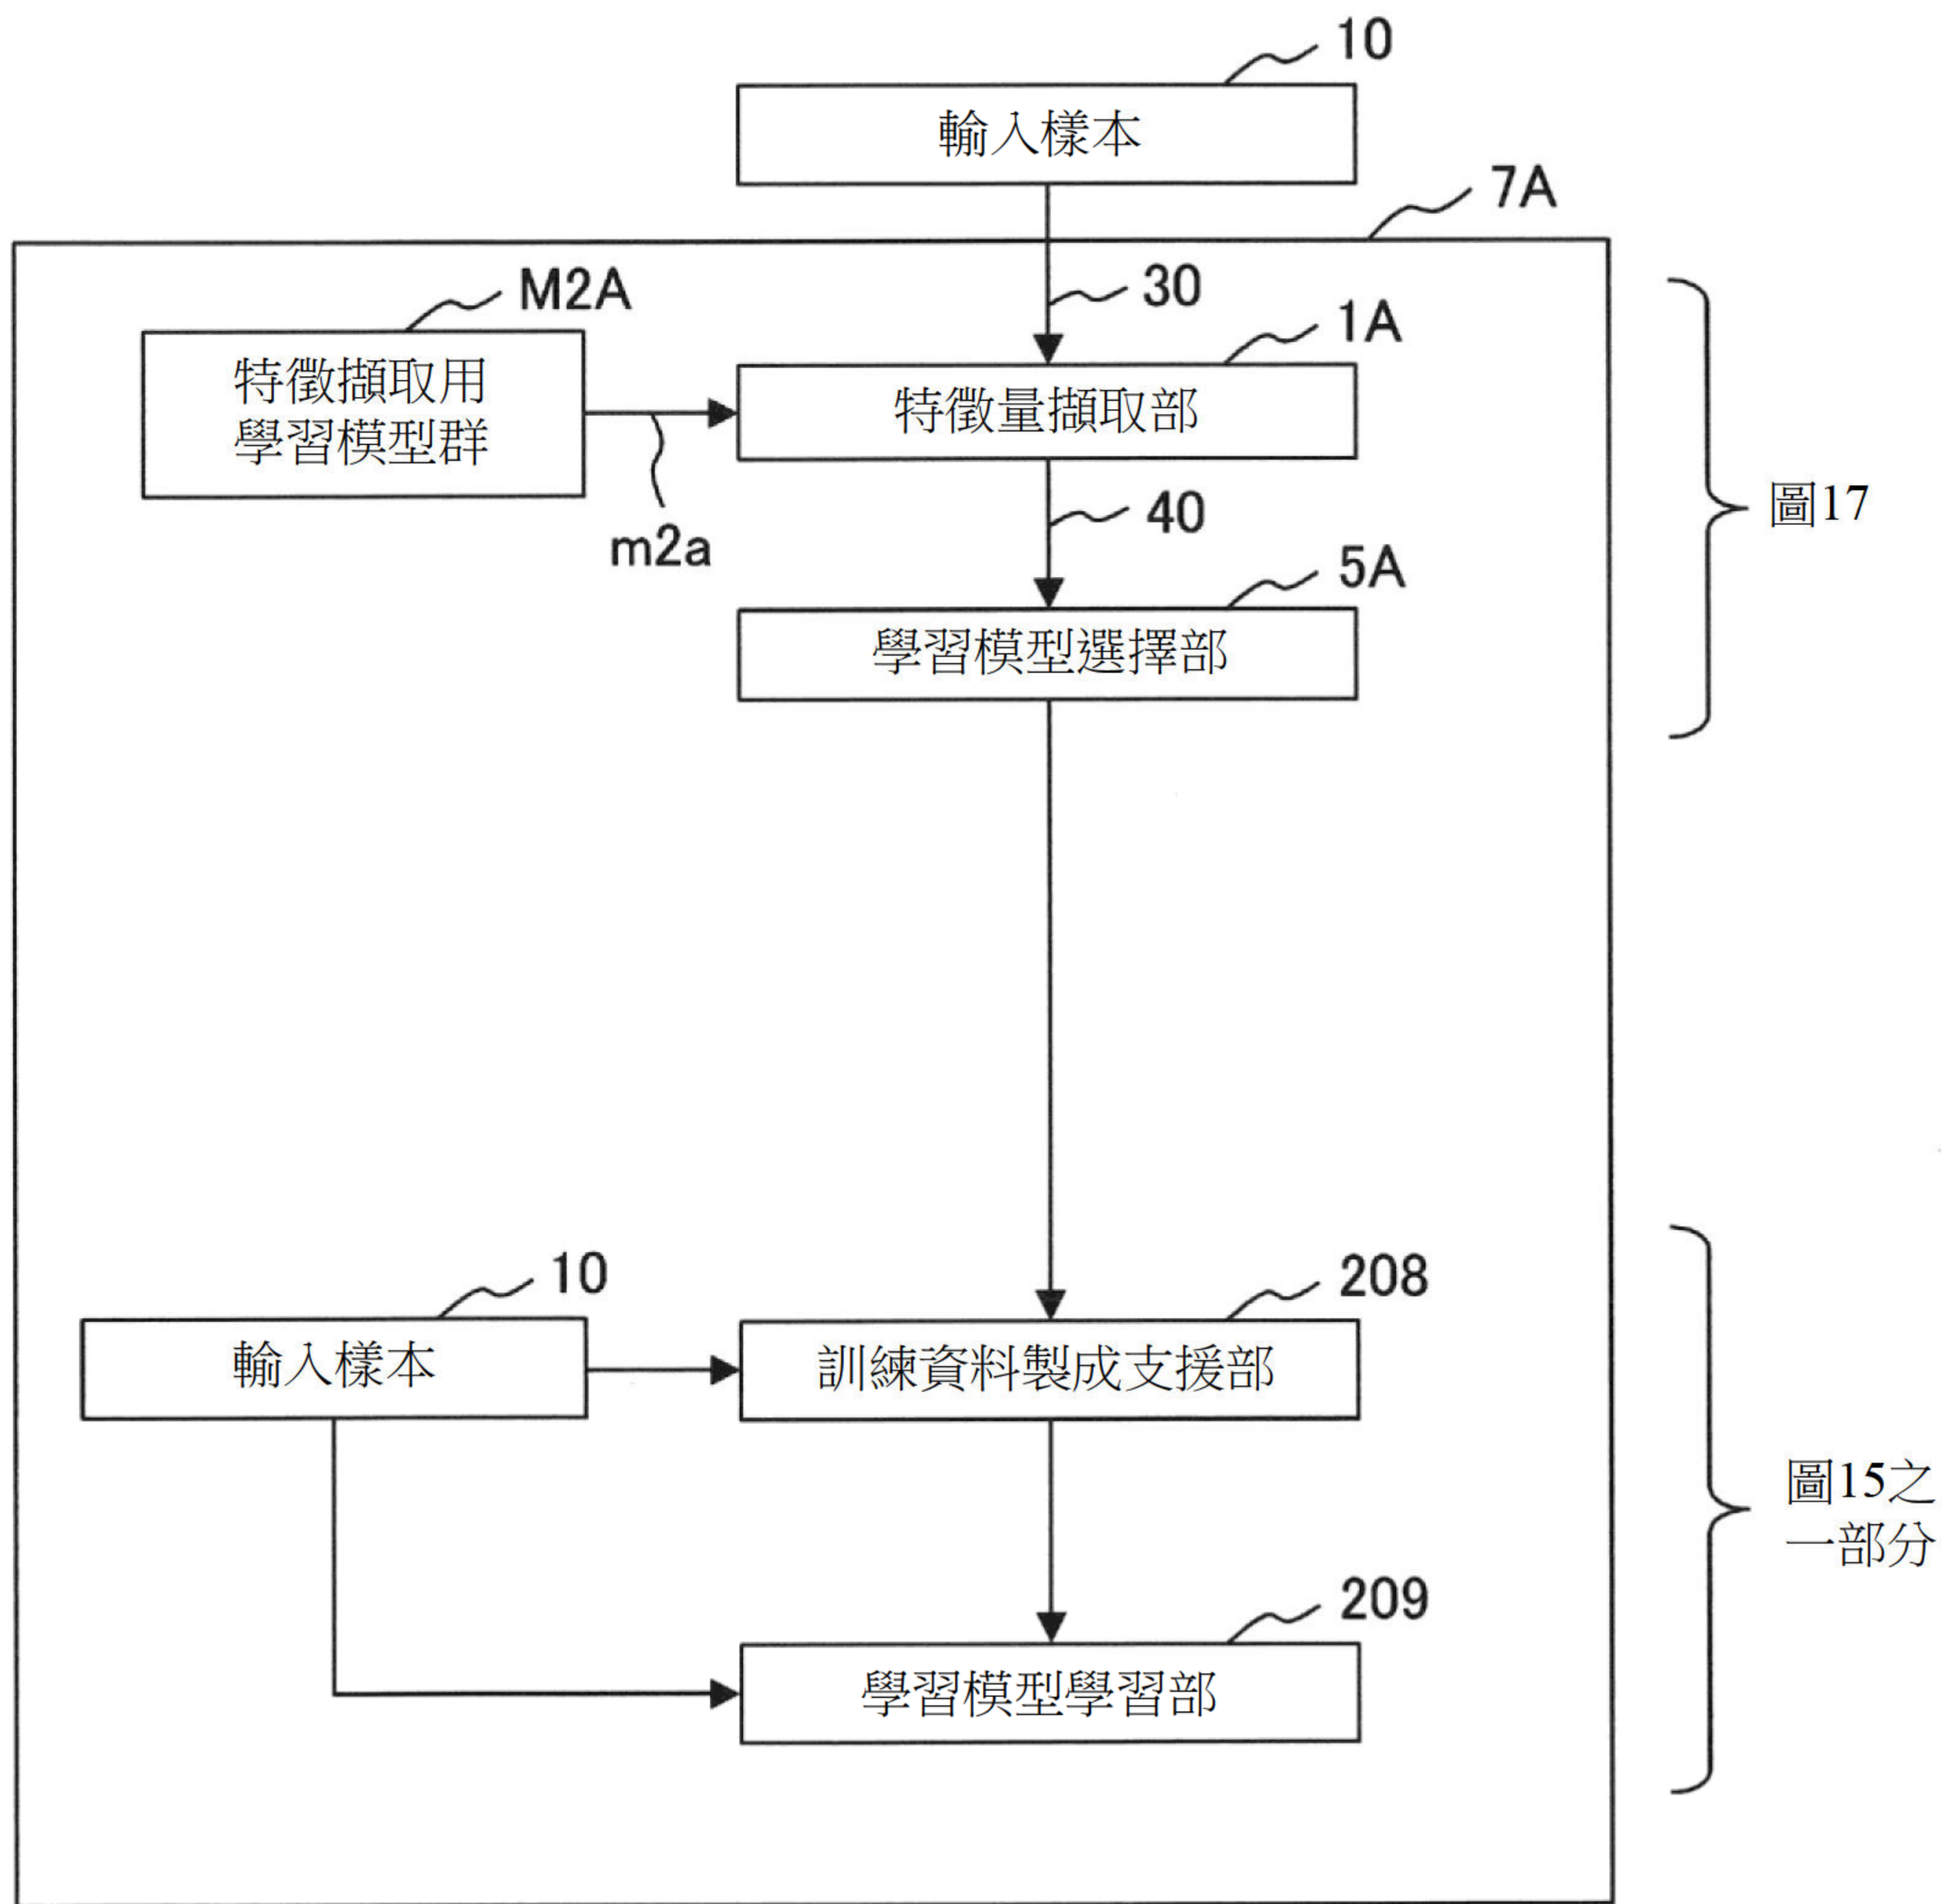 10
輸入樣本
7A
30
M2A
1A
特徵擷取用
學習模型群
特徵量擷取部
m2a
40
圖17
5A
學習模型選擇部
10
208
輸入樣本
訓練資料製成支援部
圖15之
一部分
209
學習模型學習部